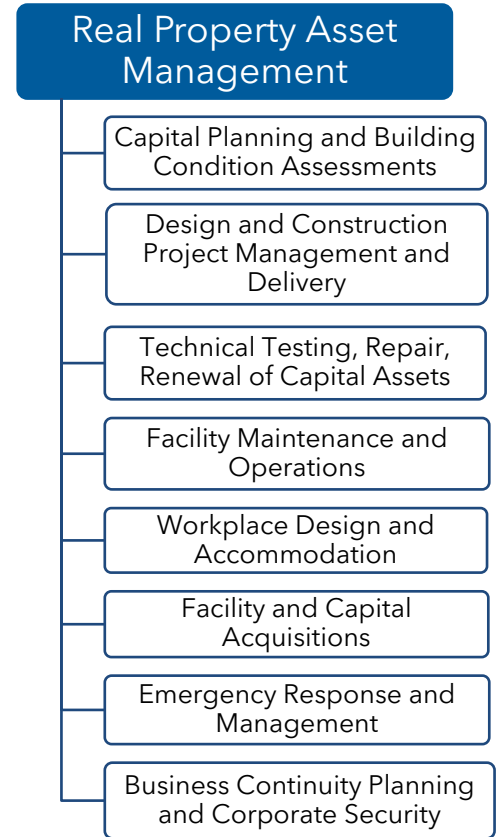 Real Property Asset
Management
Capital Planning and Building
Condition Assessments
Design and Construction
Project Management and
Delivery
Technical Testing, Repair,
Renewal of Capital Assets
Facility Maintenance and
Operations
Workplace Design and
Accommodation
Facility and Capital
Acquisitions
Emergency Response and
Management
Business Continuity Planning
and Corporate Security